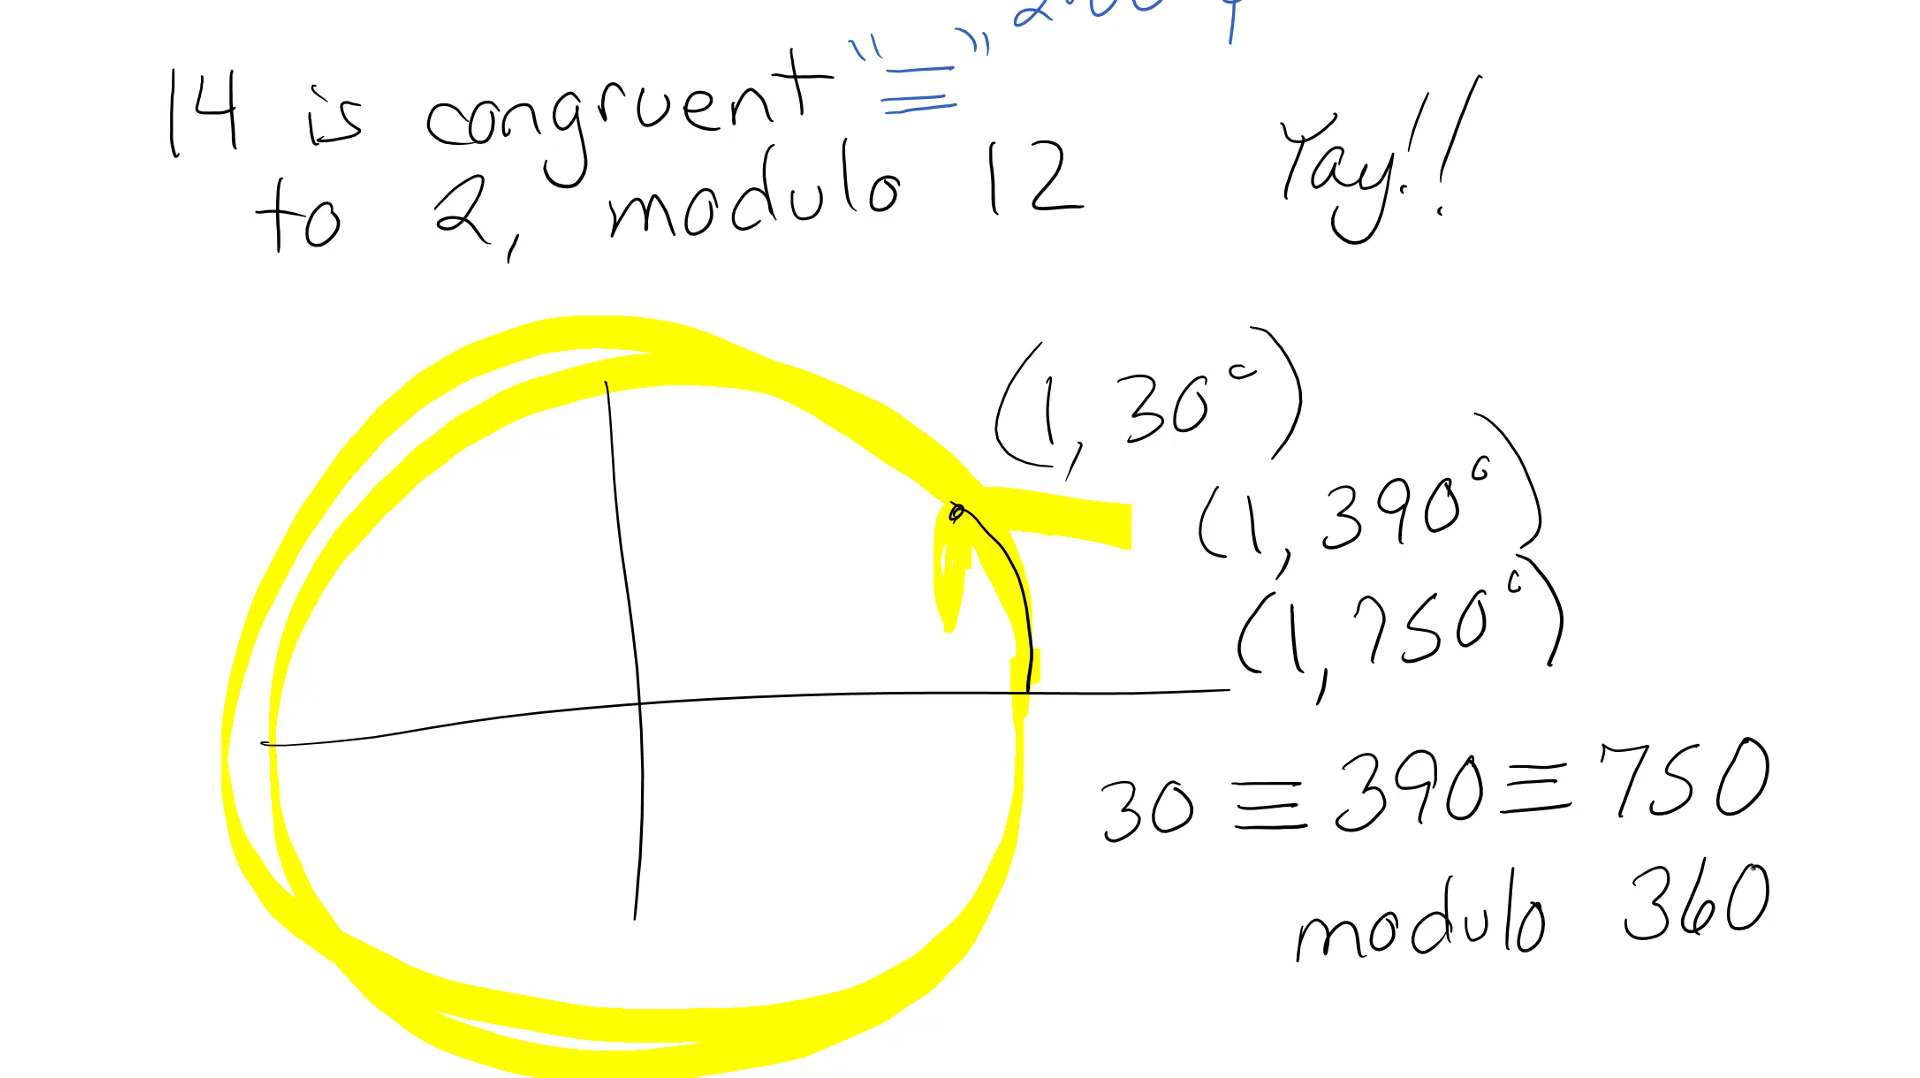 14 is congruent "≡"
to 2, modulo 12
Yay!!
(1, 30°)
(1, 390°)
(1, 750°)
30 ≡ 390 ≡ 750
modulo 360